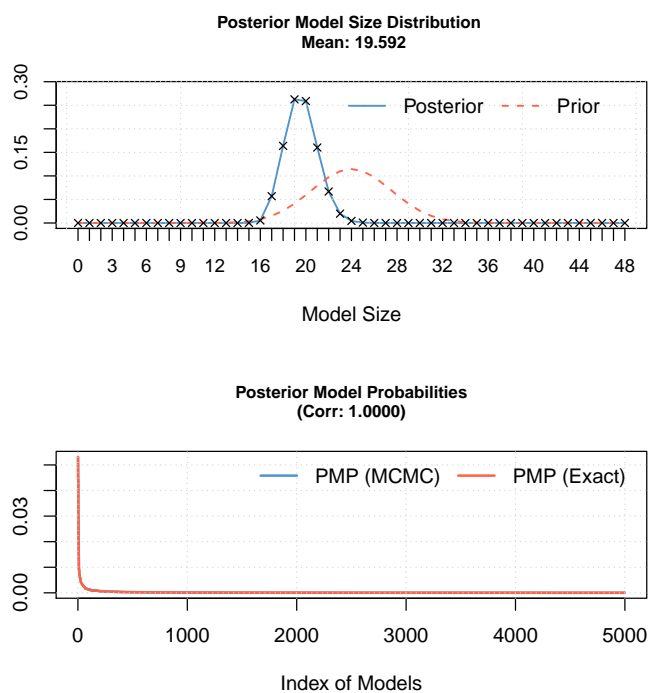 Posterior Model Size Distribution
Mean: 19.592
0.30
0.15
0.00
Posterior
Prior
0 3 6 9 12 16 20 24 28 32 36 40 44 48
Model Size
Posterior Model Probabilities
(Corr: 1.0000)
0.03
0.00
PMP (MCMC)
PMP (Exact)
0 1000 2000 3000 4000 5000
Index of Models